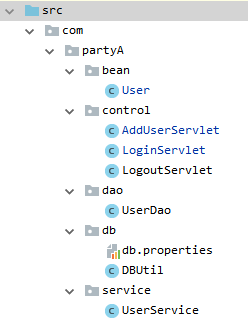 src
com
partyA
bean
C User
control
C AddUserServlet
C LoginServlet
C LogoutServlet
dao
C UserDao
db
db.properties
C DBUtil
service
C UserService